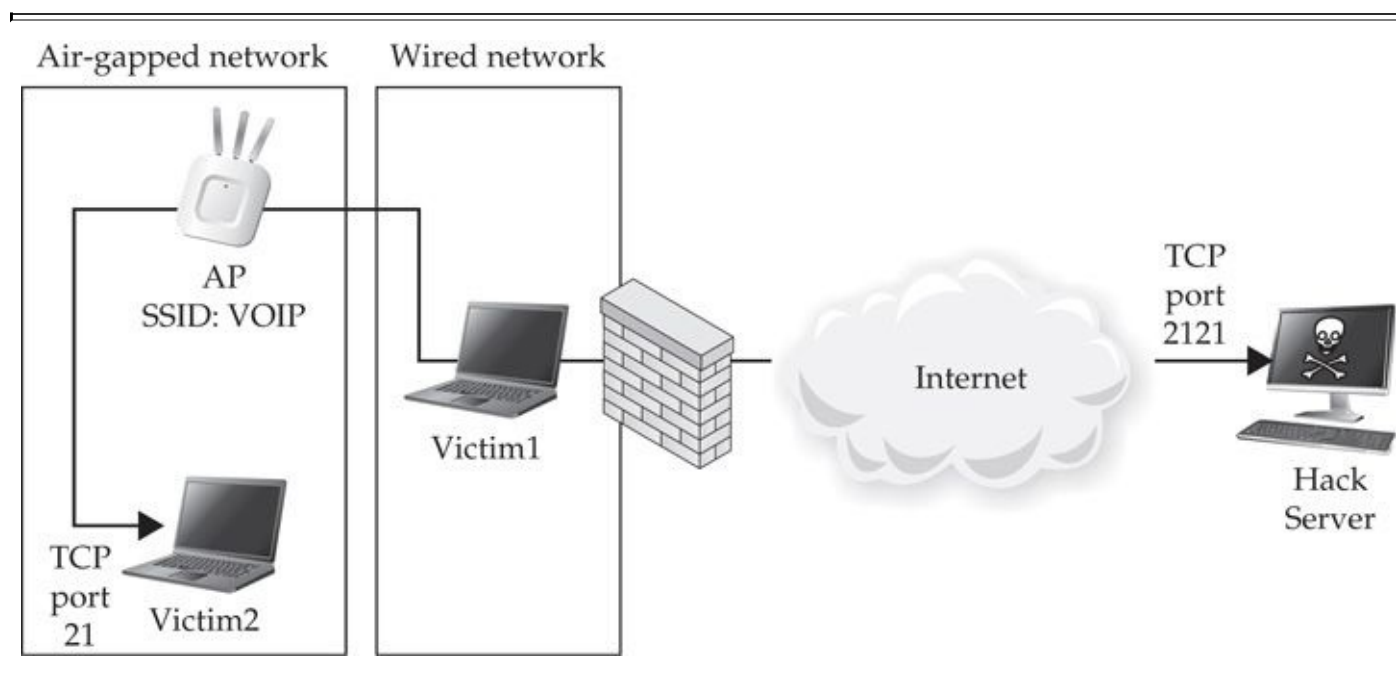 Air-gapped network
Wired network
AP
SSID: VOIP
Victim1
Internet
TCP
port
2121
Hack
Server
TCP
port
21
Victim2